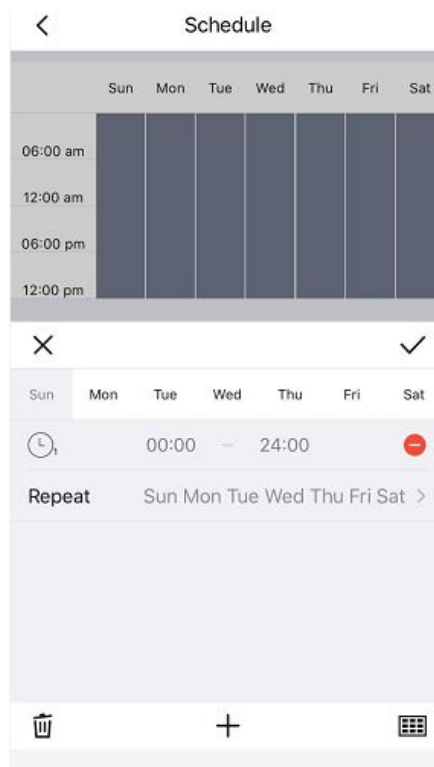 Schedule
Sun Mon Tue Wed Thu Fri Sat
06:00 am
12:00 am
06:00 pm
12:00 pm
Sun Mon Tue Wed Thu Fri Sat
1 00:00 — 24:00
Repeat Sun Mon Tue Wed Thu Fri Sat >